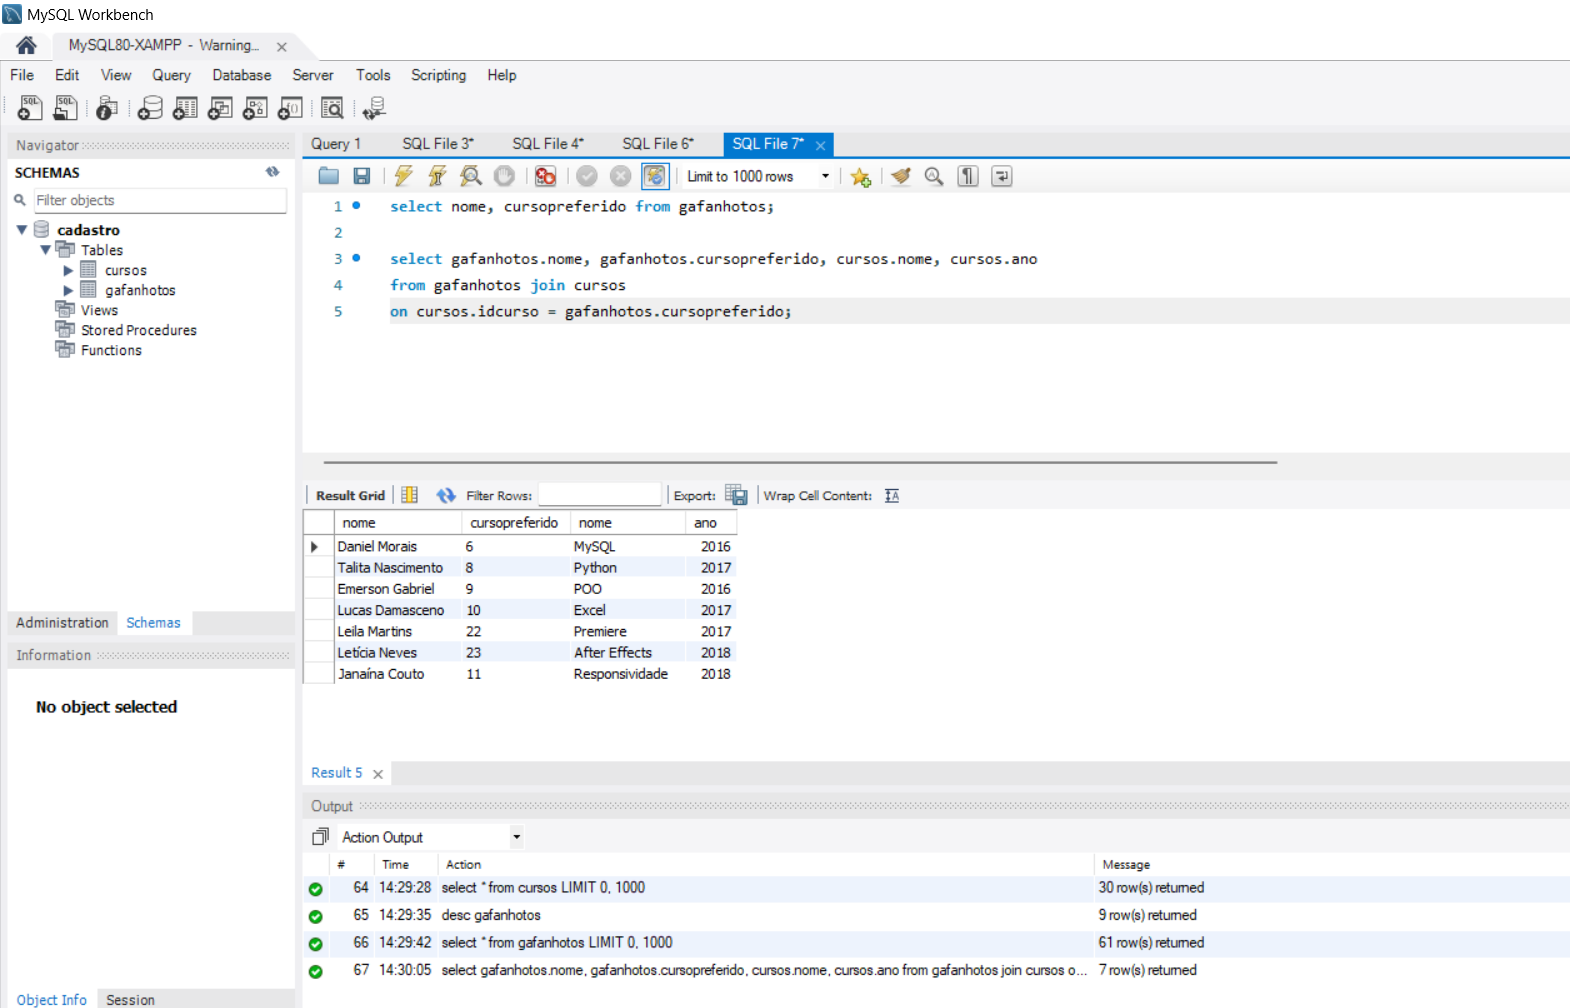 MySQL Workbench
MySQL80-XAMPP - Warning...
File Edit View Query Database Server Tools Scripting Help
Navigator
SCHEMAS
Filter objects
cadastro
Tables
cursos
gafanhotos
Views
Stored Procedures
Functions
Administration Schemas
Information
No object selected
Object Info Session
Query 1 SQL File 3* SQL File 4* SQL File 6* SQL File 7*
Limit to 1000 rows
1 select nome, cursopreferido from gafanhotos;
2
3 select gafanhotos.nome, gafanhotos.cursopreferido, cursos.nome, cursos.ano
4 from gafanhotos join cursos
5 on cursos.idcurso = gafanhotos.cursopreferido;
Result Grid Filter Rows: Export: Wrap Cell Content:
nome cursopreferido nome ano
Daniel Morais 6 MySQL 2016
Talita Nascimento 8 Python 2017
Emerson Gabriel 9 POO 2016
Lucas Damasceno 10 Excel 2017
Leila Martins 22 Premiere 2017
Letícia Neves 23 After Effects 2018
Janaína Couto 11 Responsividade 2018
Result 5
Output
Action Output
# Time Action Message
64 14:29:28 select * from cursos LIMIT 0, 1000 30 row(s) returned
65 14:29:35 desc gafanhotos 9 row(s) returned
66 14:29:42 select * from gafanhotos LIMIT 0, 1000 61 row(s) returned
67 14:30:05 select gafanhotos.nome, gafanhotos.cursopreferido, cursos.nome, cursos.ano from gafanhotos join cursos o... 7 row(s) returned